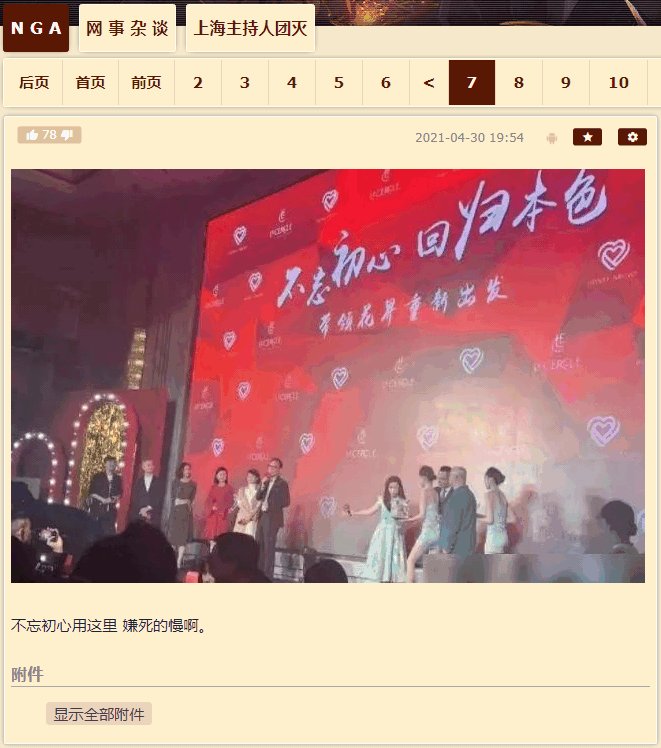 NGA 网事杂谈 上海主持人团灭
后页 首页 前页 2 3 4 5 6 < 7 8 9 10
78 2021-04-30 19:54
不忘初心 回归本色
带领花界重新出发
LACERCLE
不忘初心用这里 嫌死的慢啊。
附件
显示全部附件